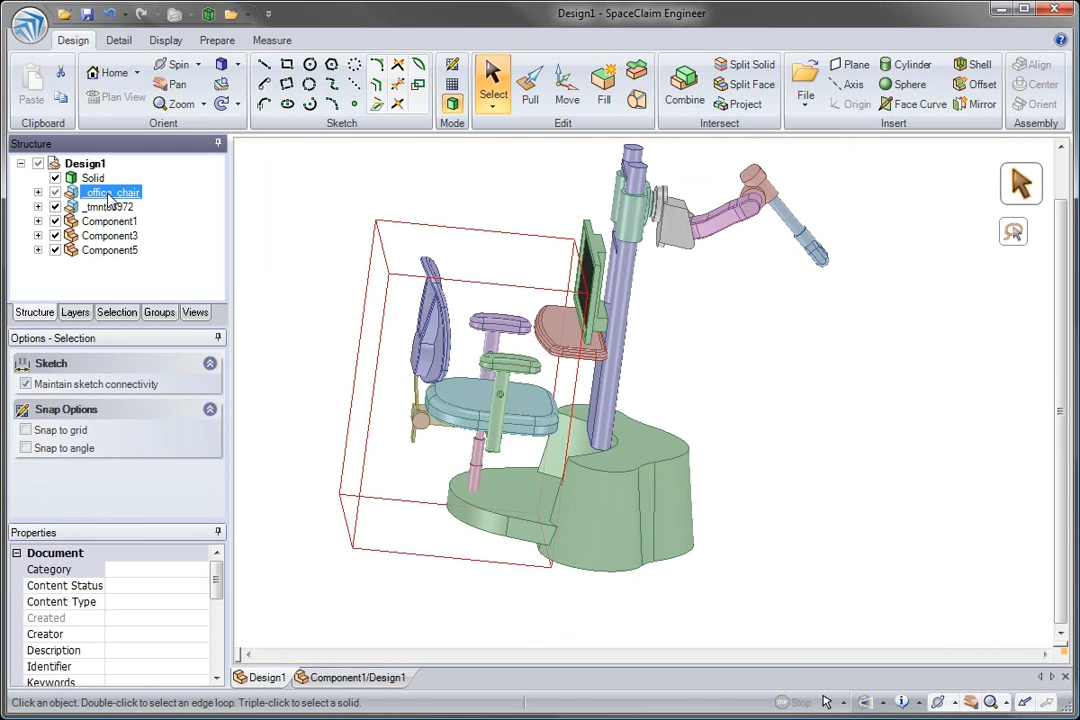 Design1 - SpaceClaim Engineer
Design Detail Display Prepare Measure
Paste
Clipboard
Home
Plan View
Spin
Pan
Zoom
Orient
Sketch
Mode
Select
Pull
Move
Fill
Edit
Combine
Split Solid
Split Face
Project
Intersect
File
Plane
Axis
Origin
Cylinder
Sphere
Face Curve
Shell
Offset
Mirror
Insert
Align
Center
Orient
Assembly
Structure
Design1
Solid
_office_chair
Component1
Component3
Component5
Structure Layers Selection Groups Views
Options - Selection
Sketch
Maintain sketch connectivity
Snap Options
Snap to grid
Snap to angle
Properties
Document
Category
Content Status
Content Type
Created
Creator
Description
Identifier
Keywords
Design1
Component1/Design1
Click an object. Double-click to select an edge loop. Triple-click to select a solid.
Stop